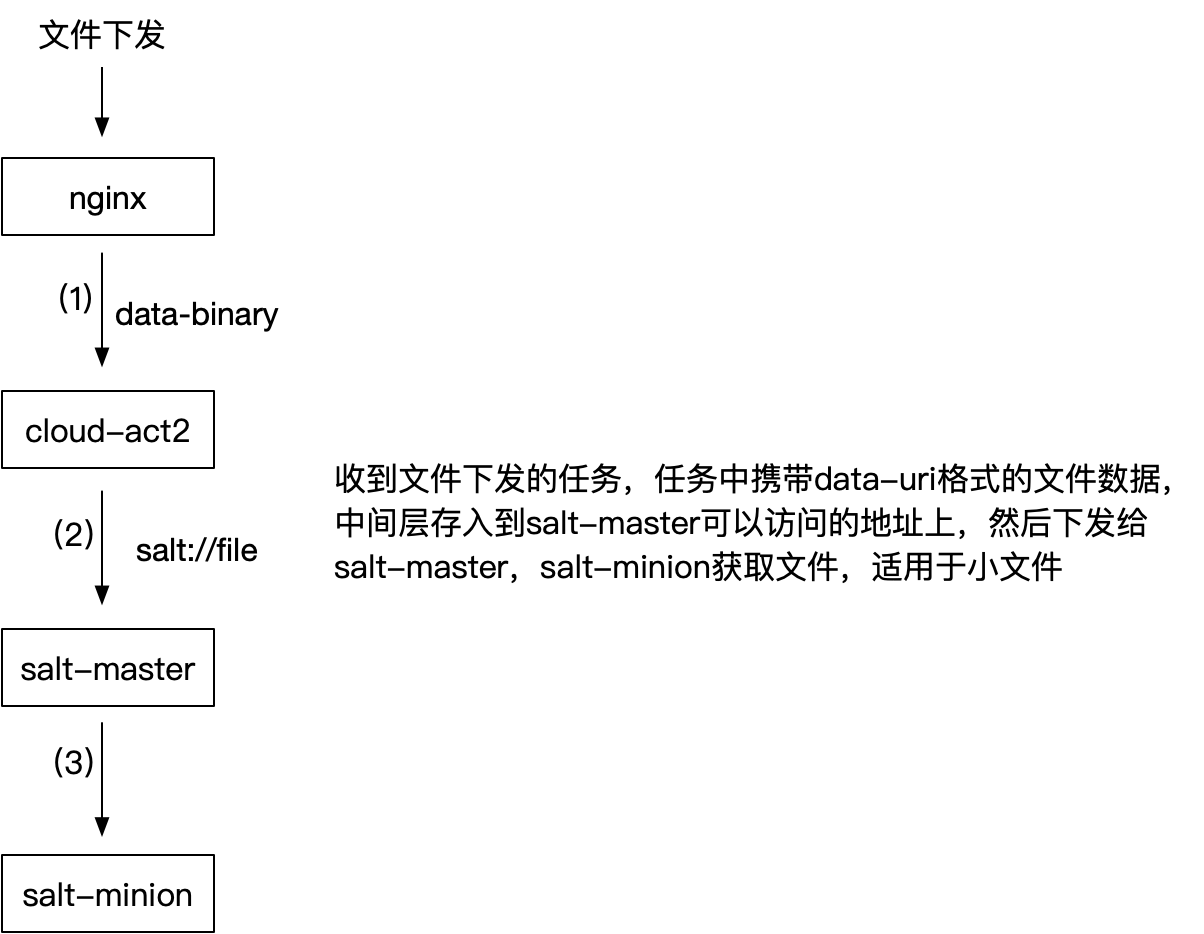 文件下发
nginx
(1)
data-binary
cloud-act2
收到文件下发的任务，任务中携带data-uri格式的文件数据，
中间层存入到salt-master可以访问的地址上，然后下发给
salt-master，salt-minion获取文件，适用于小文件
(2)
salt://file
salt-master
(3)
salt-minion